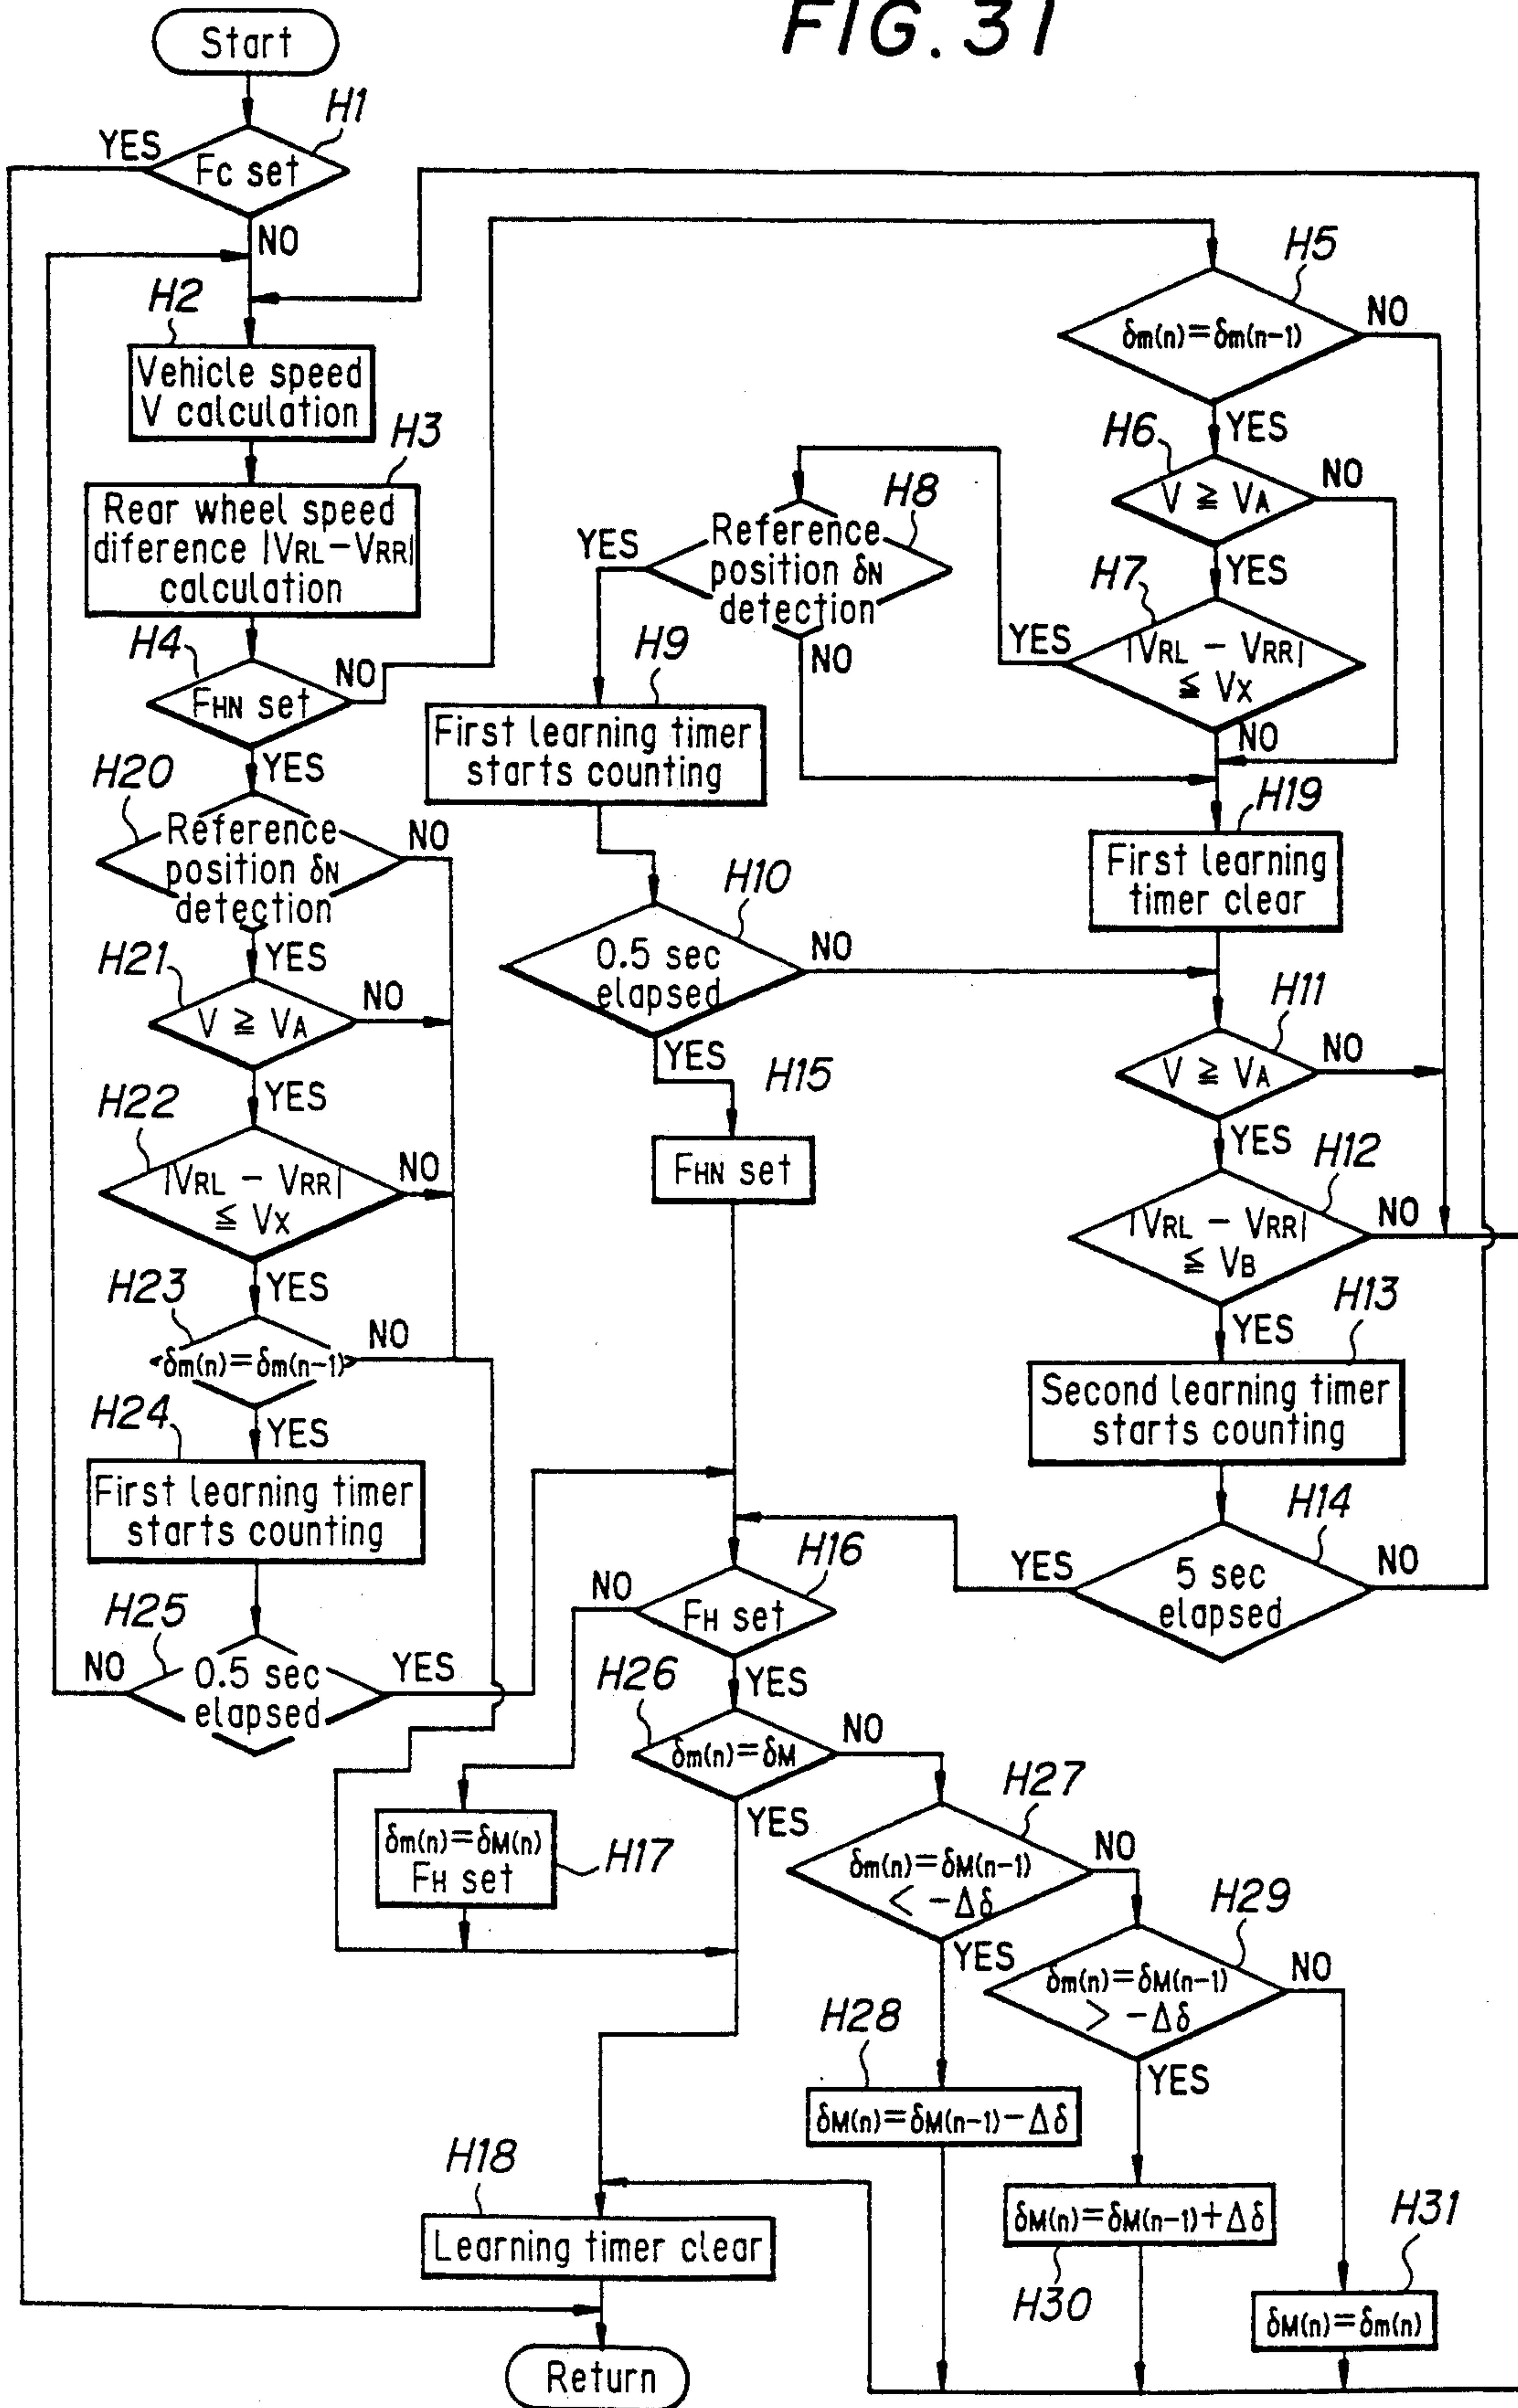 FIG. 31
Start
H1
YES
Fc set
NO
H2
Vehicle speed
V calculation
H3
Rear wheel speed
diference |VRL-VRR|
calculation
H4
NO
FHN set
YES
H20
Reference
position δN
detection
NO
YES
H21
V ≧ VA
NO
YES
H22
|VRL - VRR|
≦ VX
NO
YES
H23
δm(n)=δm(n-1)
NO
YES
H24
First learning timer
starts counting
H25
NO
0.5 sec
elapsed
YES
H5
δm(n)=δm(n-1)
NO
YES
H6
V ≧ VA
NO
YES
H7
|VRL - VRR|
≦ VX
YES
NO
H8
Reference
position δN
detection
YES
NO
H9
First learning timer
starts counting
H10
0.5 sec
elapsed
NO
YES
H15
FHN set
H19
First learning
timer clear
H11
V ≧ VA
NO
YES
H12
|VRL - VRR|
≦ VB
NO
YES
H13
Second learning timer
starts counting
H14
YES
5 sec
elapsed
NO
H16
NO
FH set
YES
H26
δm(n)=δM
NO
YES
δm(n)=δM(n)
FH set
H17
H27
δm(n)=δM(n-1)
< -Δδ
NO
YES
H28
δM(n)=δM(n-1)-Δδ
H29
δm(n)=δM(n-1)
> -Δδ
NO
YES
δM(n)=δM(n-1)+Δδ
H30
H31
δM(n)=δm(n)
H18
Learning timer clear
Return